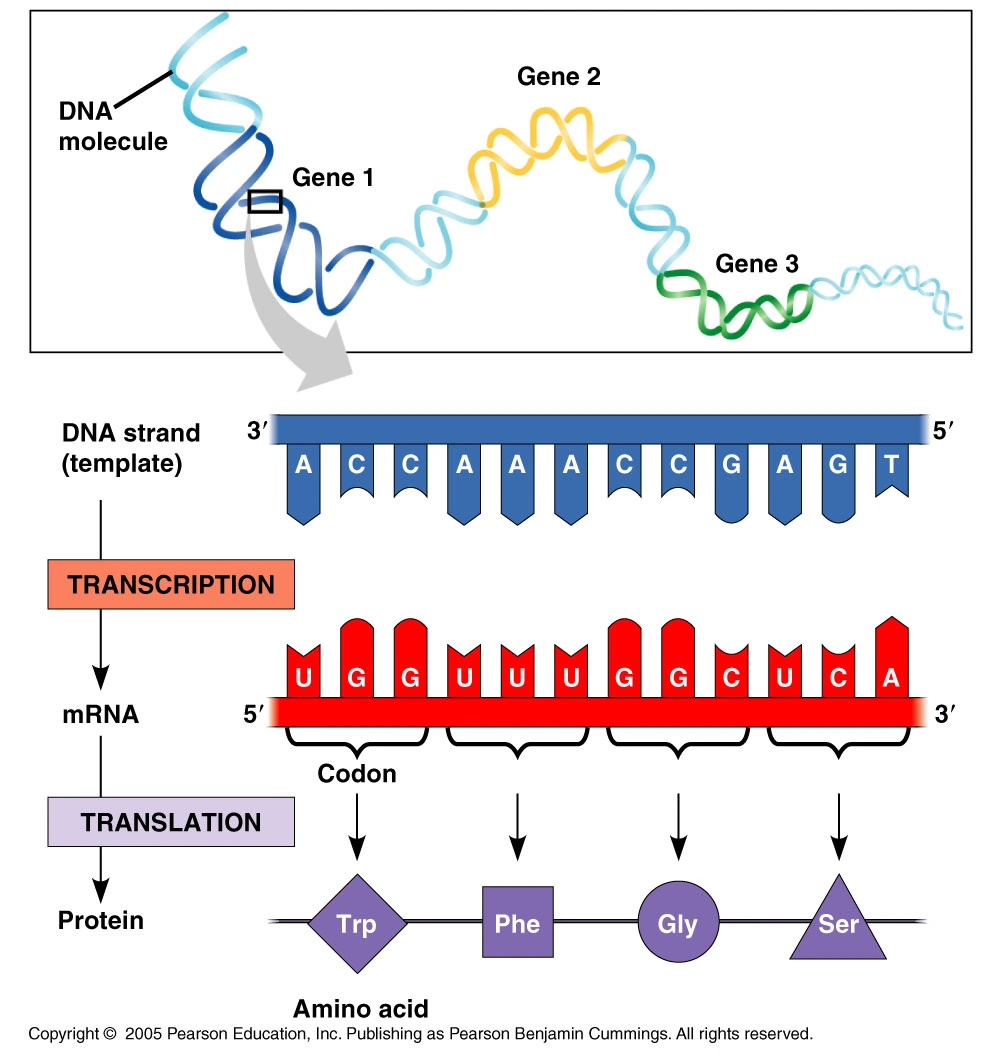 Gene 2
DNA
molecule
Gene 1
Gene 3
DNA strand
(template)
3′ 5′
A C C A A A C C G A G T
TRANSCRIPTION
U G G U U U G G C U C A
mRNA
5′ 3′
Codon
TRANSLATION
Protein
Trp Phe Gly Ser
Amino acid
Copyright © 2005 Pearson Education, Inc. Publishing as Pearson Benjamin Cummings. All rights reserved.